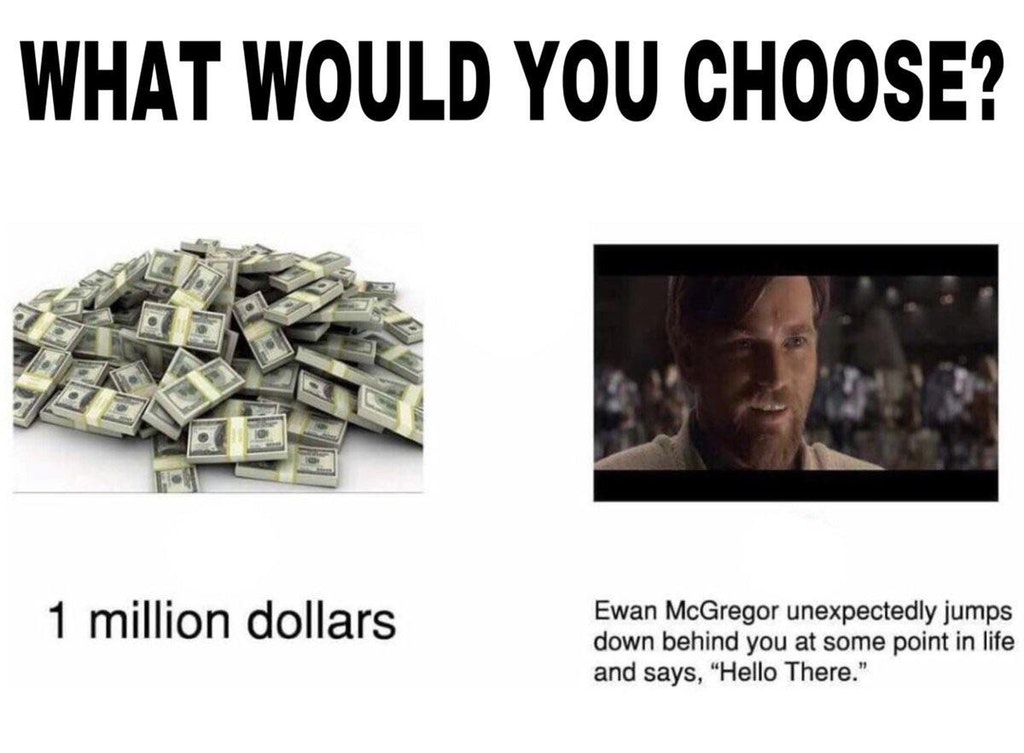 WHAT WOULD YOU CHOOSE?
1 million dollars
Ewan McGregor unexpectedly jumps
down behind you at some point in life
and says, “Hello There.”